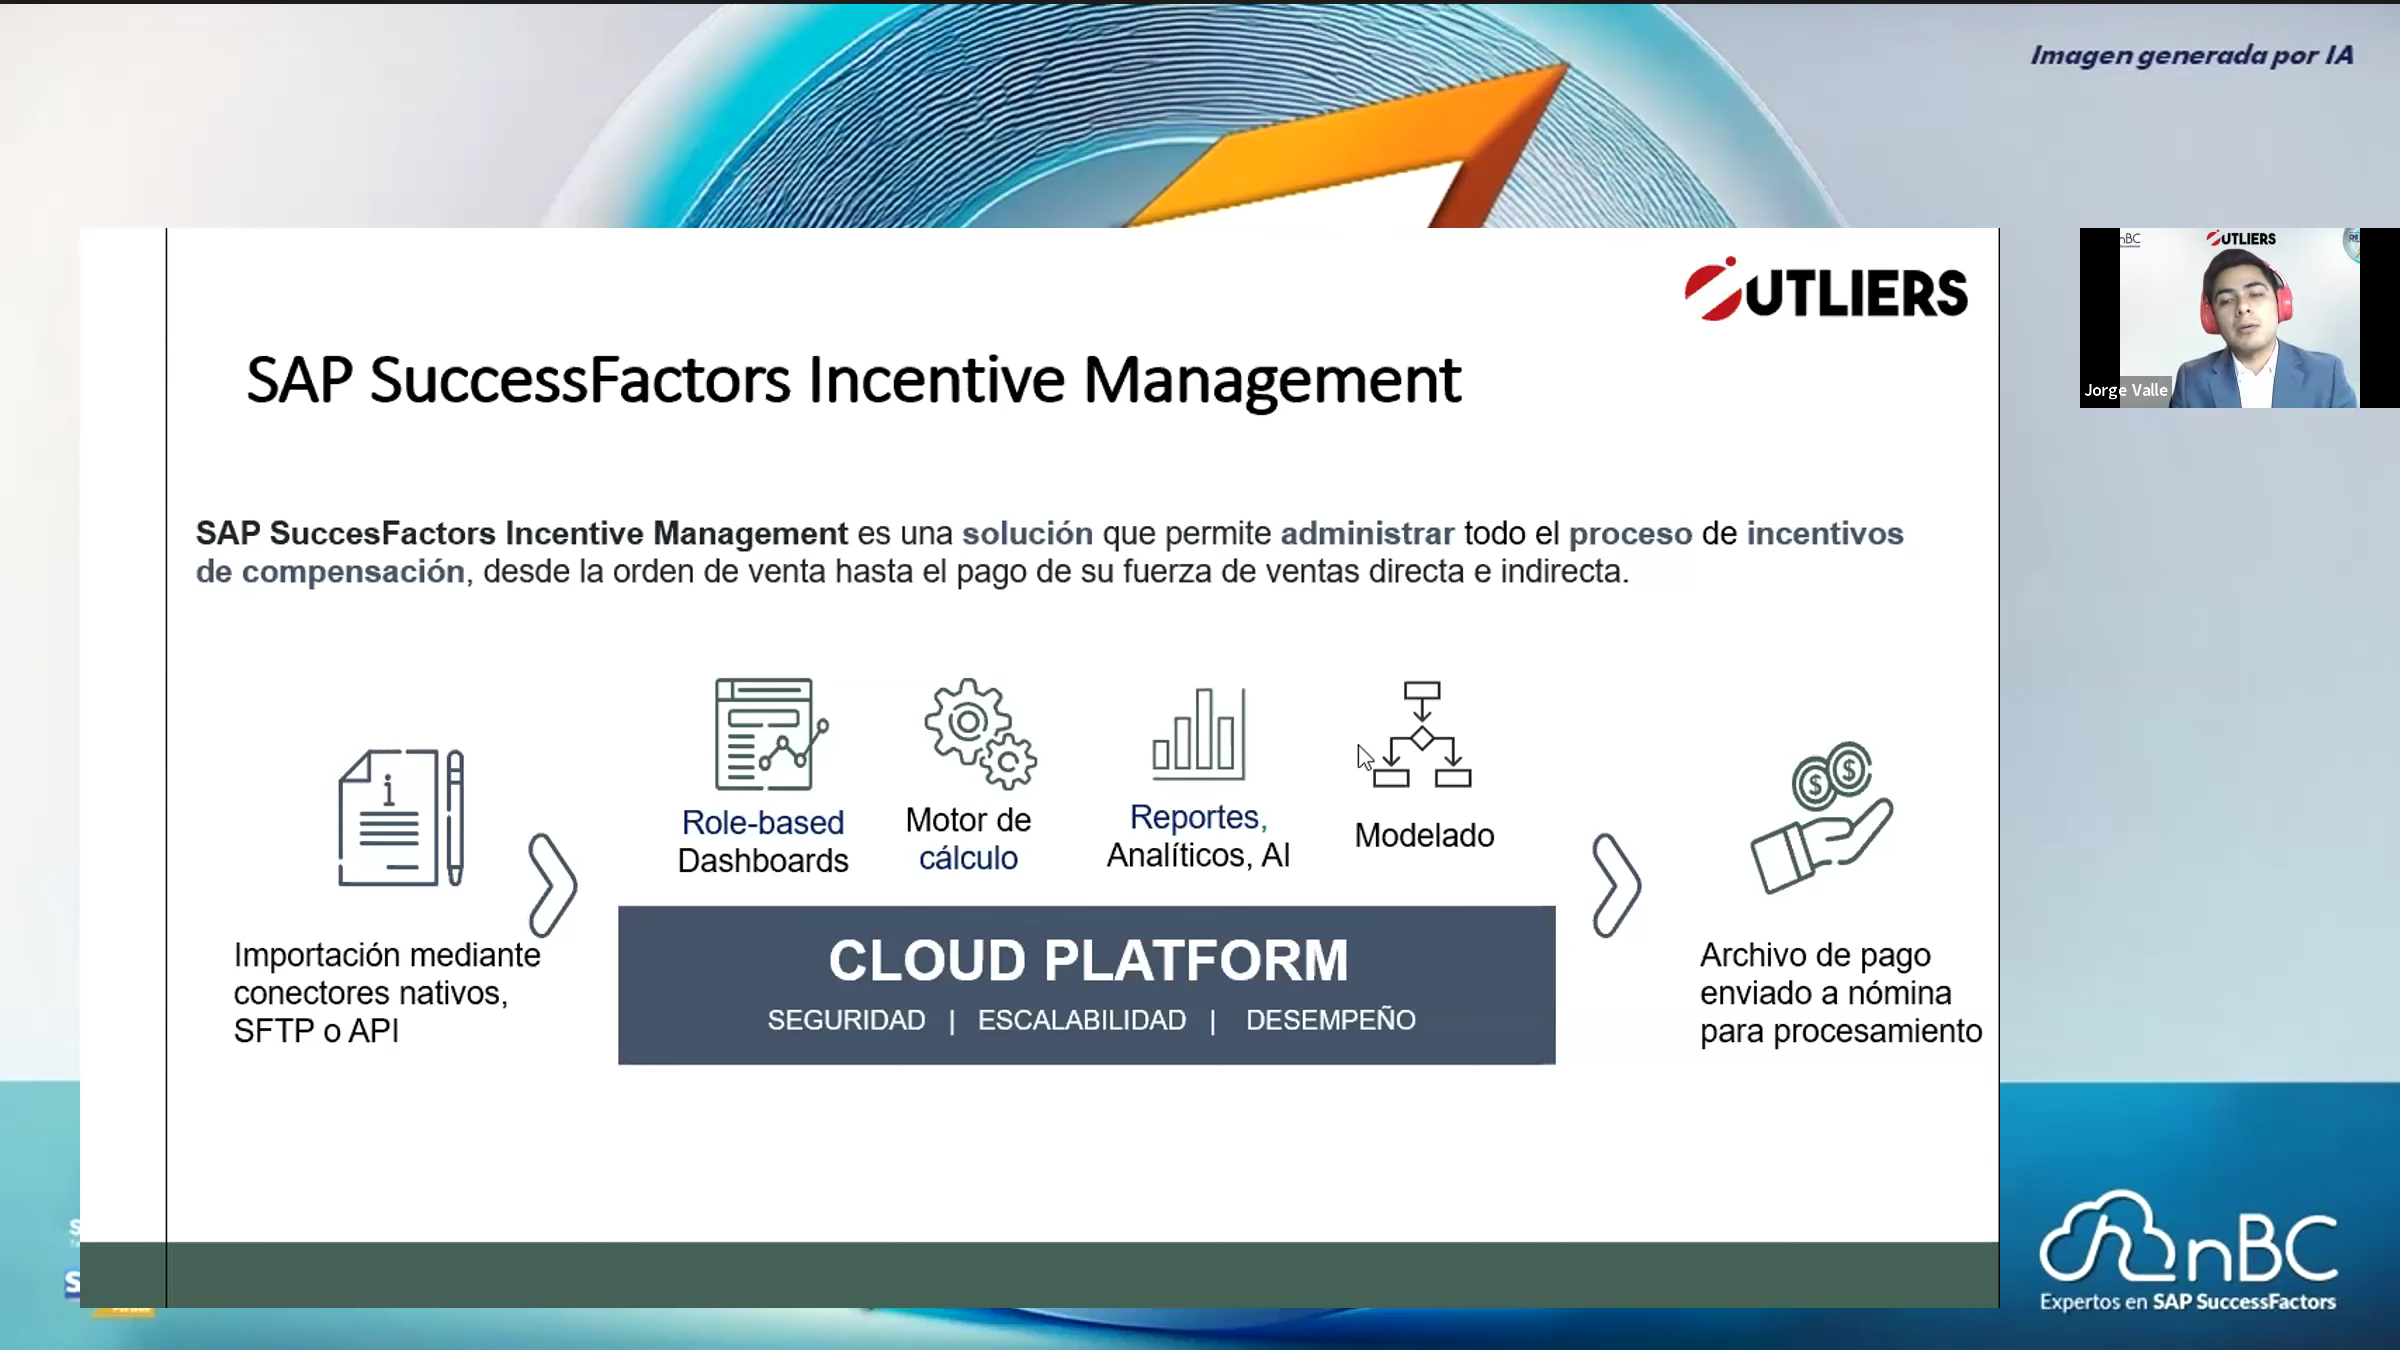 Imagen generada por IA
OUTLIERS
nBC
OUTLIERS
Jorge Valle
SAP SuccessFactors Incentive Management
SAP SuccesFactors Incentive Management es una solución que permite administrar todo el proceso de incentivos
de compensación, desde la orden de venta hasta el pago de su fuerza de ventas directa e indirecta.
i
Importación mediante
conectores nativos,
SFTP o API
Role-based
Dashboards
Motor de
cálculo
Reportes,
Analíticos, AI
Modelado
CLOUD PLATFORM
SEGURIDAD | ESCALABILIDAD | DESEMPEÑO
$ $
Archivo de pago
enviado a nómina
para procesamiento
nBC
Expertos en SAP SuccessFactors